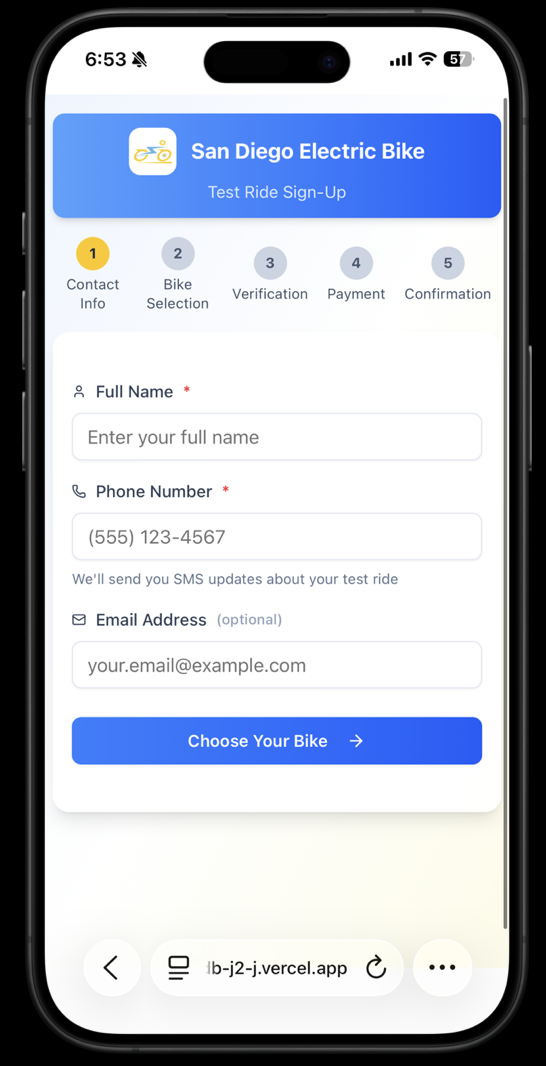 6:53
57
San Diego Electric Bike
Test Ride Sign-Up
1
2
3
4
5
Contact Info
Bike Selection
Verification
Payment
Confirmation
Full Name *
Enter your full name
Phone Number *
(555) 123-4567
We'll send you SMS updates about your test ride
Email Address (optional)
your.email@example.com
Choose Your Bike →
b-j2-j.vercel.app